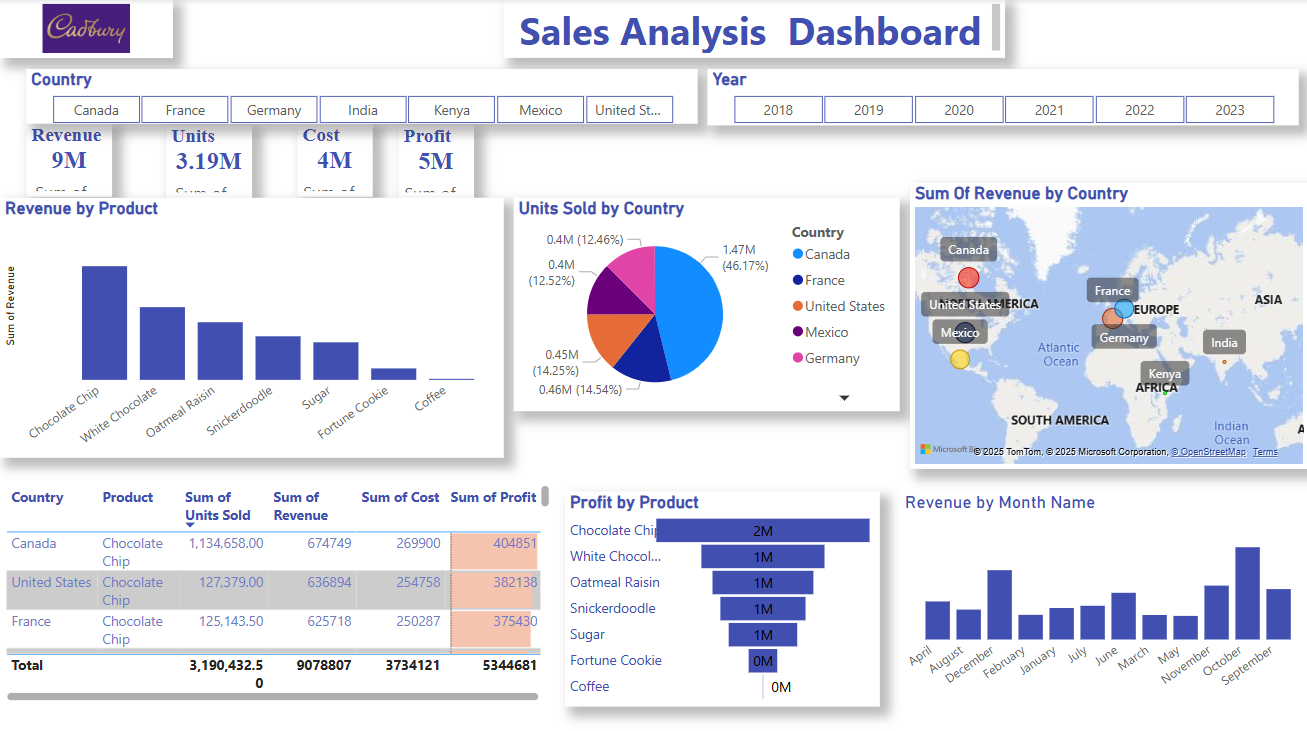 Cadbury
Sales Analysis  Dashboard
Country
Canada
France
Germany
India
Kenya
Mexico
United St...
Year
2018
2019
2020
2021
2022
2023
Revenue
9M
Units
3.19M
Cost
4M
Profit
5M
Revenue by Product
Sum of Revenue
Chocolate Chip
White Chocolate
Oatmeal Raisin
Snickerdoodle
Sugar
Fortune Cookie
Coffee
Units Sold by Country
0.4M (12.46%)
0.4M
(12.52%)
0.45M
(14.25%)
0.46M (14.54%)
1.47M
(46.17%)
Country
Canada
France
United States
Mexico
Germany
Sum Of Revenue by Country
Canada
NORTH AMERICA
United States
Mexico
France
EUROPE
Germany
ASIA
India
Kenya
AFRICA
Atlantic
Ocean
SOUTH AMERICA
Indian
Ocean
A
Microsoft Bi
© 2025 TomTom, © 2025 Microsoft Corporation, © OpenStreetMap Terms
Country Product Sum of Units Sold Sum of Revenue Sum of Cost Sum of Profit
Canada Chocolate Chip 1,134,658.00 674749 269900 404851
United States Chocolate Chip 127,379.00 636894 254758 382138
France Chocolate Chip 125,143.50 625718 250287 375430
Total 3,190,432.50 9078807 3734121 5344681
Profit by Product
Chocolate Chip 2M
White Chocol... 1M
Oatmeal Raisin 1M
Snickerdoodle 1M
Sugar 1M
Fortune Cookie 0M
Coffee 0M
Revenue by Month Name
April
August
December
February
January
July
June
March
May
November
October
September